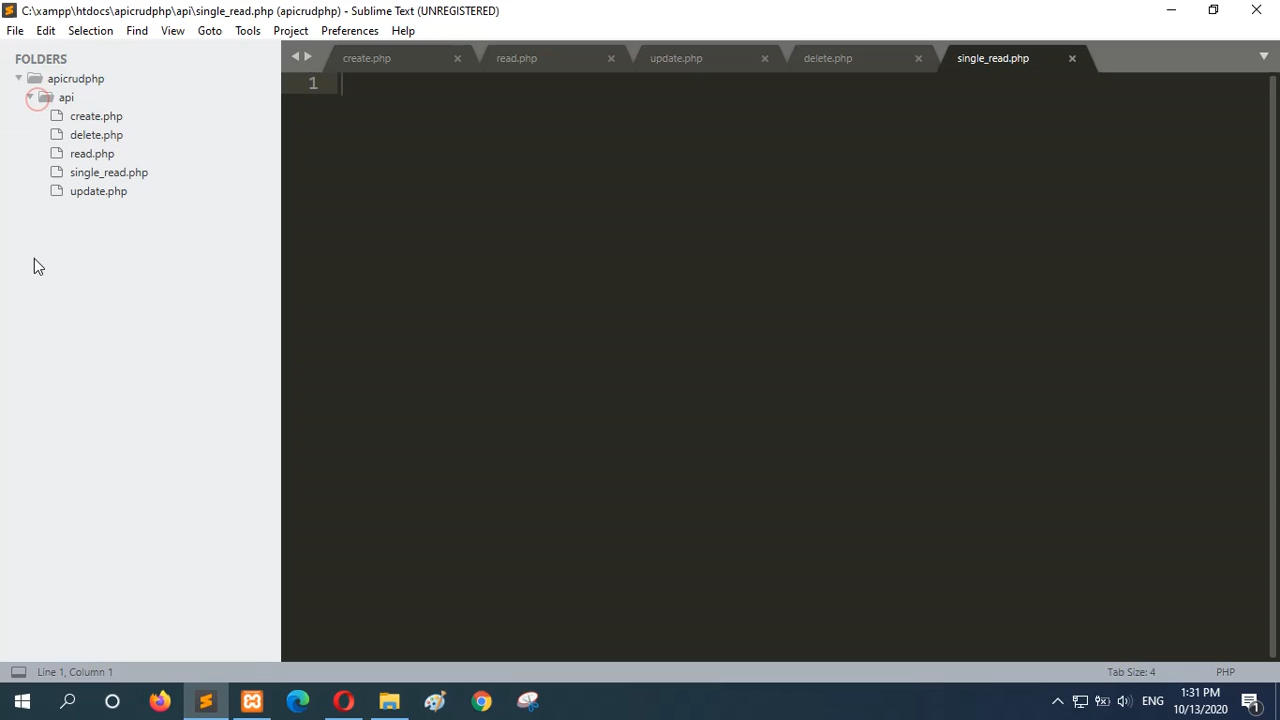 C:\xampp\htdocs\apicrudphp\api\single_read.php (apicrudphp) - Sublime Text (UNREGISTERED)
File Edit Selection Find View Goto Tools Project Preferences Help
FOLDERS
apicrudphp
api
create.php
delete.php
read.php
single_read.php
update.php
create.php read.php update.php delete.php single_read.php
1
Line 1, Column 1
Tab Size: 4 PHP
ENG
1:31 PM
10/13/2020
1